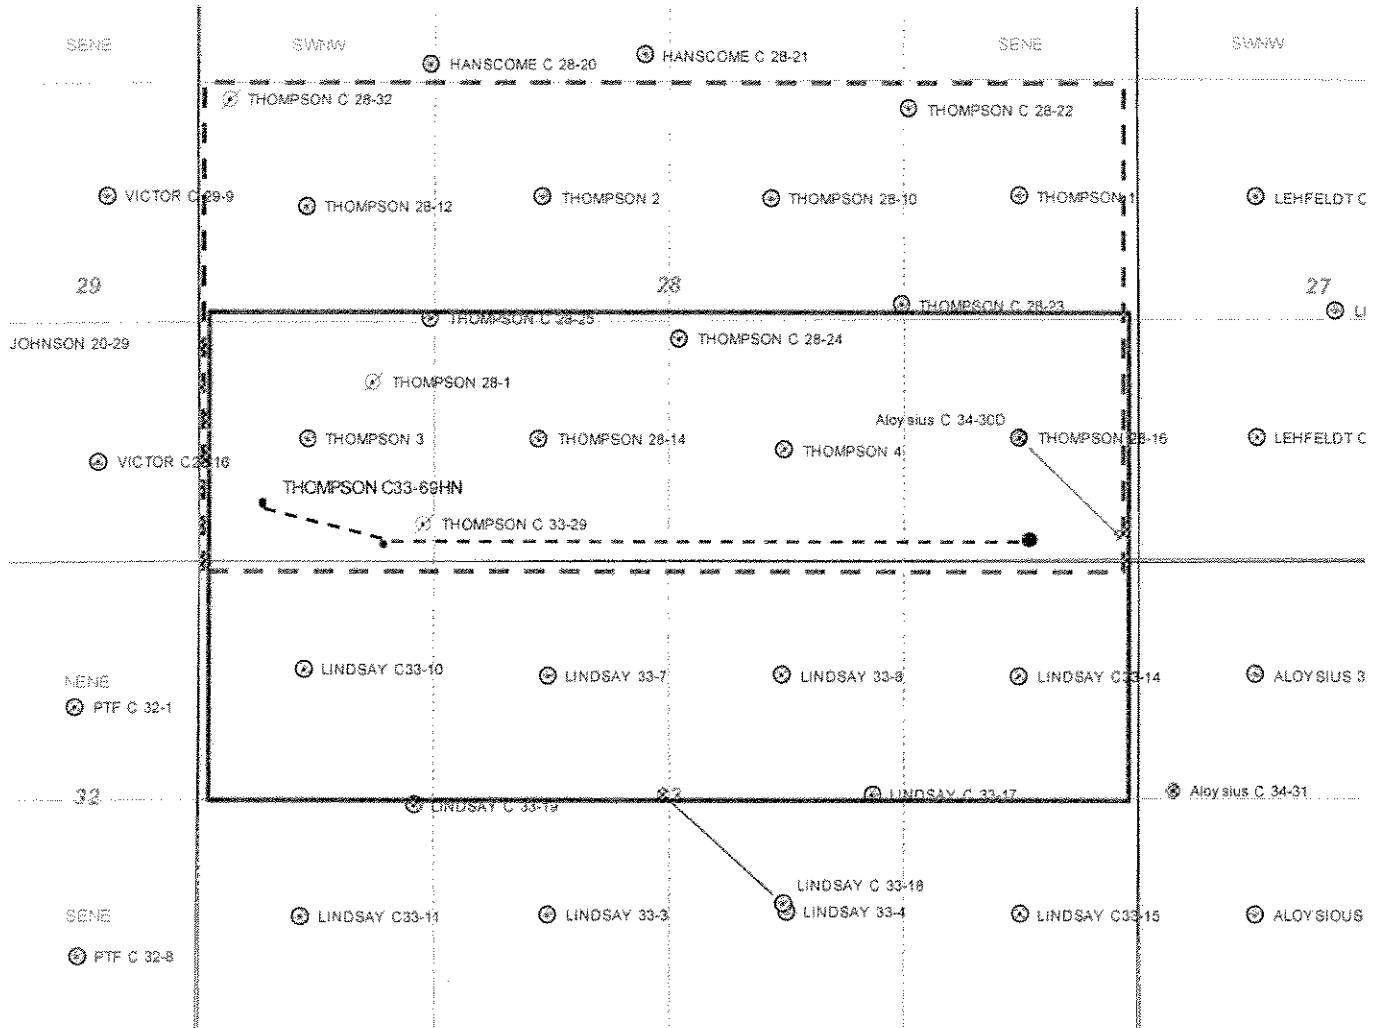 SENE
SWNW
HANSCOME C 28-20
HANSCOME C 28-21
SENE
SWNW
THOMPSON C 28-32
THOMPSON C 28-22
VICTOR C 29-9
THOMPSON 28-12
THOMPSON 2
THOMPSON 28-10
THOMPSON 1
LEHFELDT C
29
28
27
THOMPSON C 28-25
THOMPSON C 28-23
LI
JOHNSON 20-29
THOMPSON C 28-24
THOMPSON 28-1
Aloysius C 34-30D
THOMPSON 3
THOMPSON 28-14
THOMPSON 4
THOMPSON 28-16
LEHFELDT C
VICTOR
THOMPSON C33-69HN
THOMPSON C 33-29
LINDSAY C33-10
LINDSAY 33-7
LINDSAY 33-8
LINDSAY C33-14
ALOYSIUS 3
NENE
PTF C 32-1
32
LINDSAY C 33-19
LINDSAY C 33-17
Aloysius C 34-31
LINDSAY C 33-18
SENE
LINDSAY C33-11
LINDSAY 33-3
LINDSAY 33-4
LINDSAY C33-15
ALOYSIOUS
PTF C 32-8